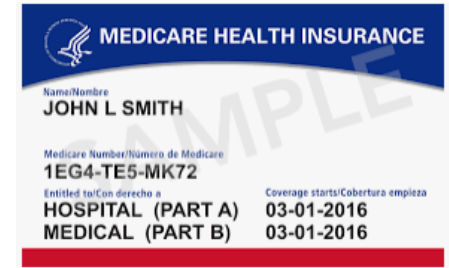 MEDICARE HEALTH INSURANCE
SAMPLE
Name/Nombre
JOHN L SMITH
Medicare Number/Número de Medicare
1EG4-TE5-MK72
Entitled to/Con derecho a Coverage starts/Cobertura empieza
HOSPITAL (PART A) 03-01-2016
MEDICAL (PART B) 03-01-2016